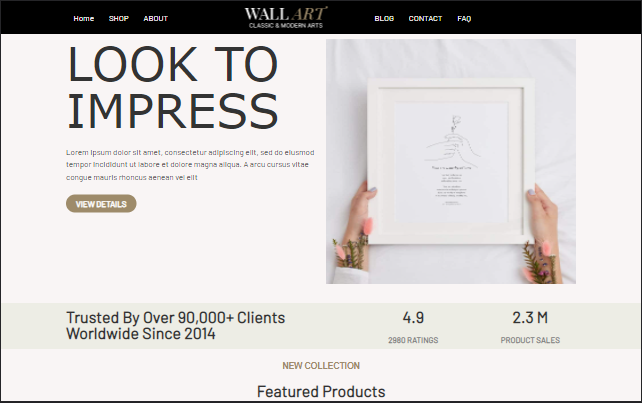 Home SHOP ABOUT WALL ART BLOG CONTACT FAQ
CLASSIC & MODERN ARTS
LOOK TO
IMPRESS
Lorem ipsum dolor sit amet, consectetur adipiscing elit, sed do eiusmod
tempor incididunt ut labore et dolore magna aliqua. A arcu cursus vitae
congue mauris rhoncus aenean vel elit
VIEW DETAILS
Trusted By Over 90,000+ Clients
Worldwide Since 2014
4.9
2980 RATINGS
2.3 M
PRODUCT SALES
NEW COLLECTION
Featured Products